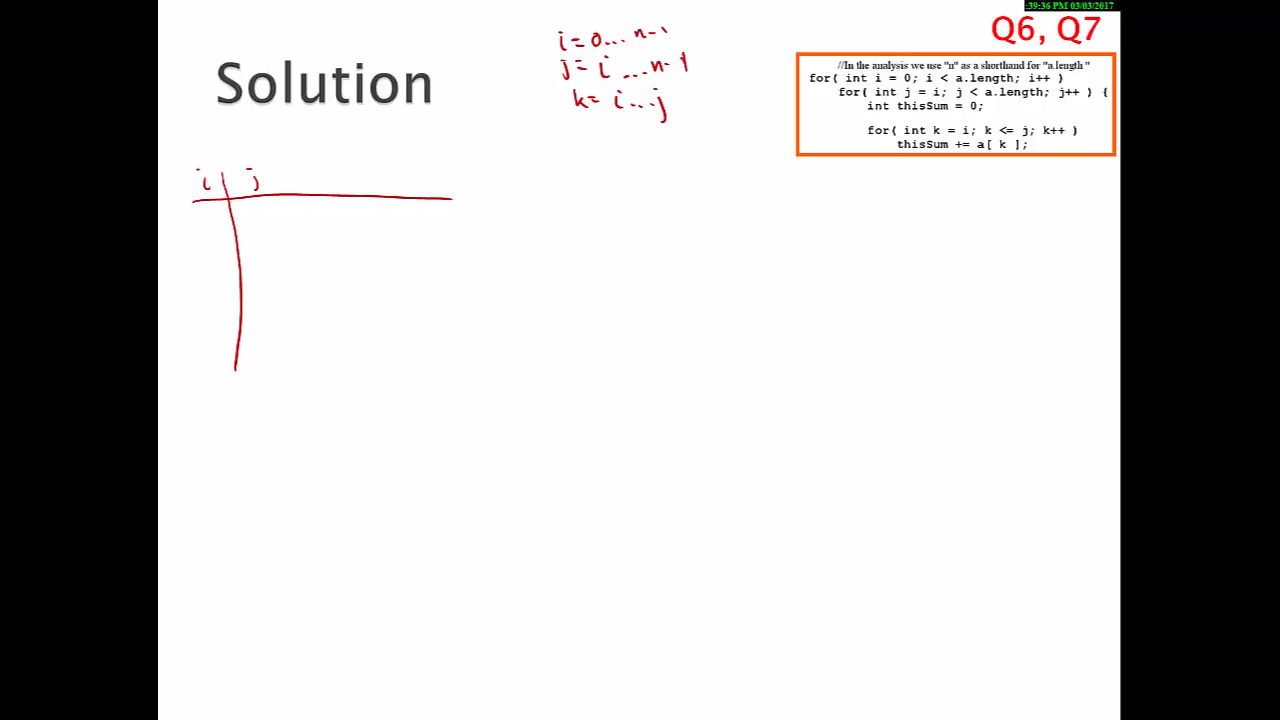 :39:36 PM 03/03/2017
Q6, Q7
Solution
i=0...n-1
j=i...n-1
k=i...j
//In the analysis we use "n" as a shorthand for "a.length "
for( int i = 0; i < a.length; i++ )
for( int j = i; j < a.length; j++ ) {
int thisSum = 0;
for( int k = i; k <= j; k++ )
thisSum += a[ k ];
i j